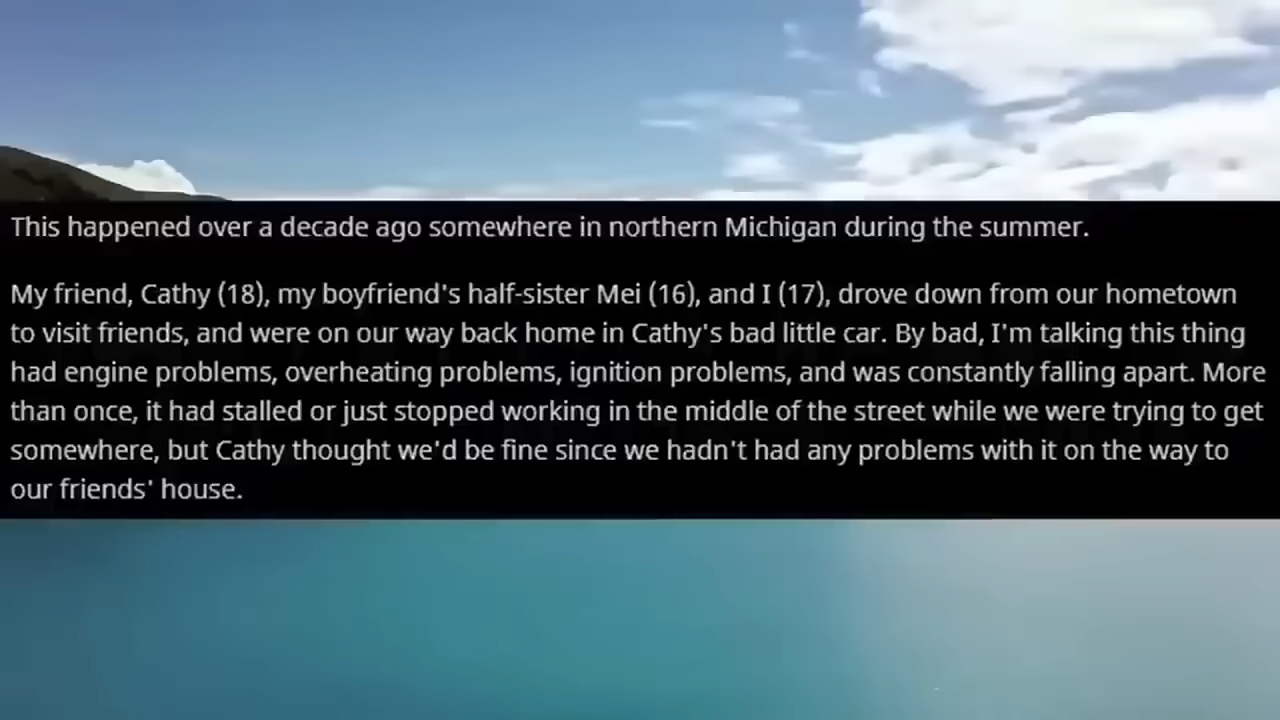 This happened over a decade ago somewhere in northern Michigan during the summer.
My friend, Cathy (18), my boyfriend's half-sister Mei (16), and I (17), drove down from our hometown
to visit friends, and were on our way back home in Cathy's bad little car. By bad, I'm talking this thing
had engine problems, overheating problems, ignition problems, and was constantly falling apart. More
than once, it had stalled or just stopped working in the middle of the street while we were trying to get
somewhere, but Cathy thought we'd be fine since we hadn't had any problems with it on the way to
our friends' house.